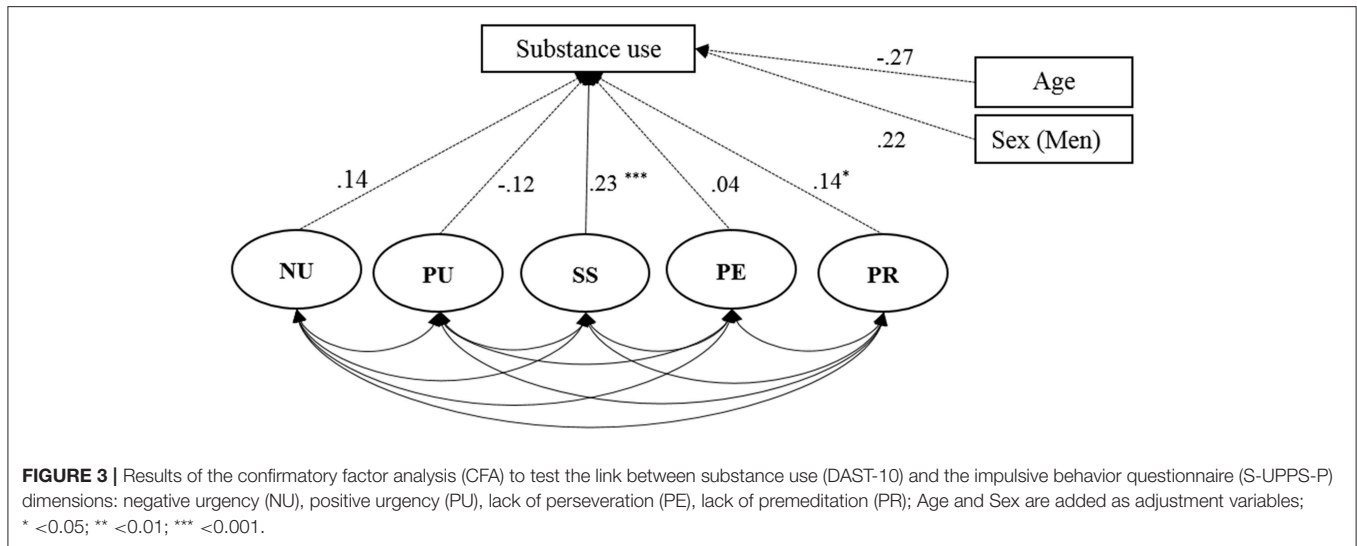 Substance use
-.27
Age
.22
Sex (Men)
.14
-.12
.23 ***
.04
.14*
NU
PU
SS
PE
PR
FIGURE 3 | Results of the confirmatory factor analysis (CFA) to test the link between substance use (DAST-10) and the impulsive behavior questionnaire (S-UPPS-P)
dimensions: negative urgency (NU), positive urgency (PU), lack of perseveration (PE), lack of premeditation (PR); Age and Sex are added as adjustment variables;
* <0.05; ** <0.01; *** <0.001.